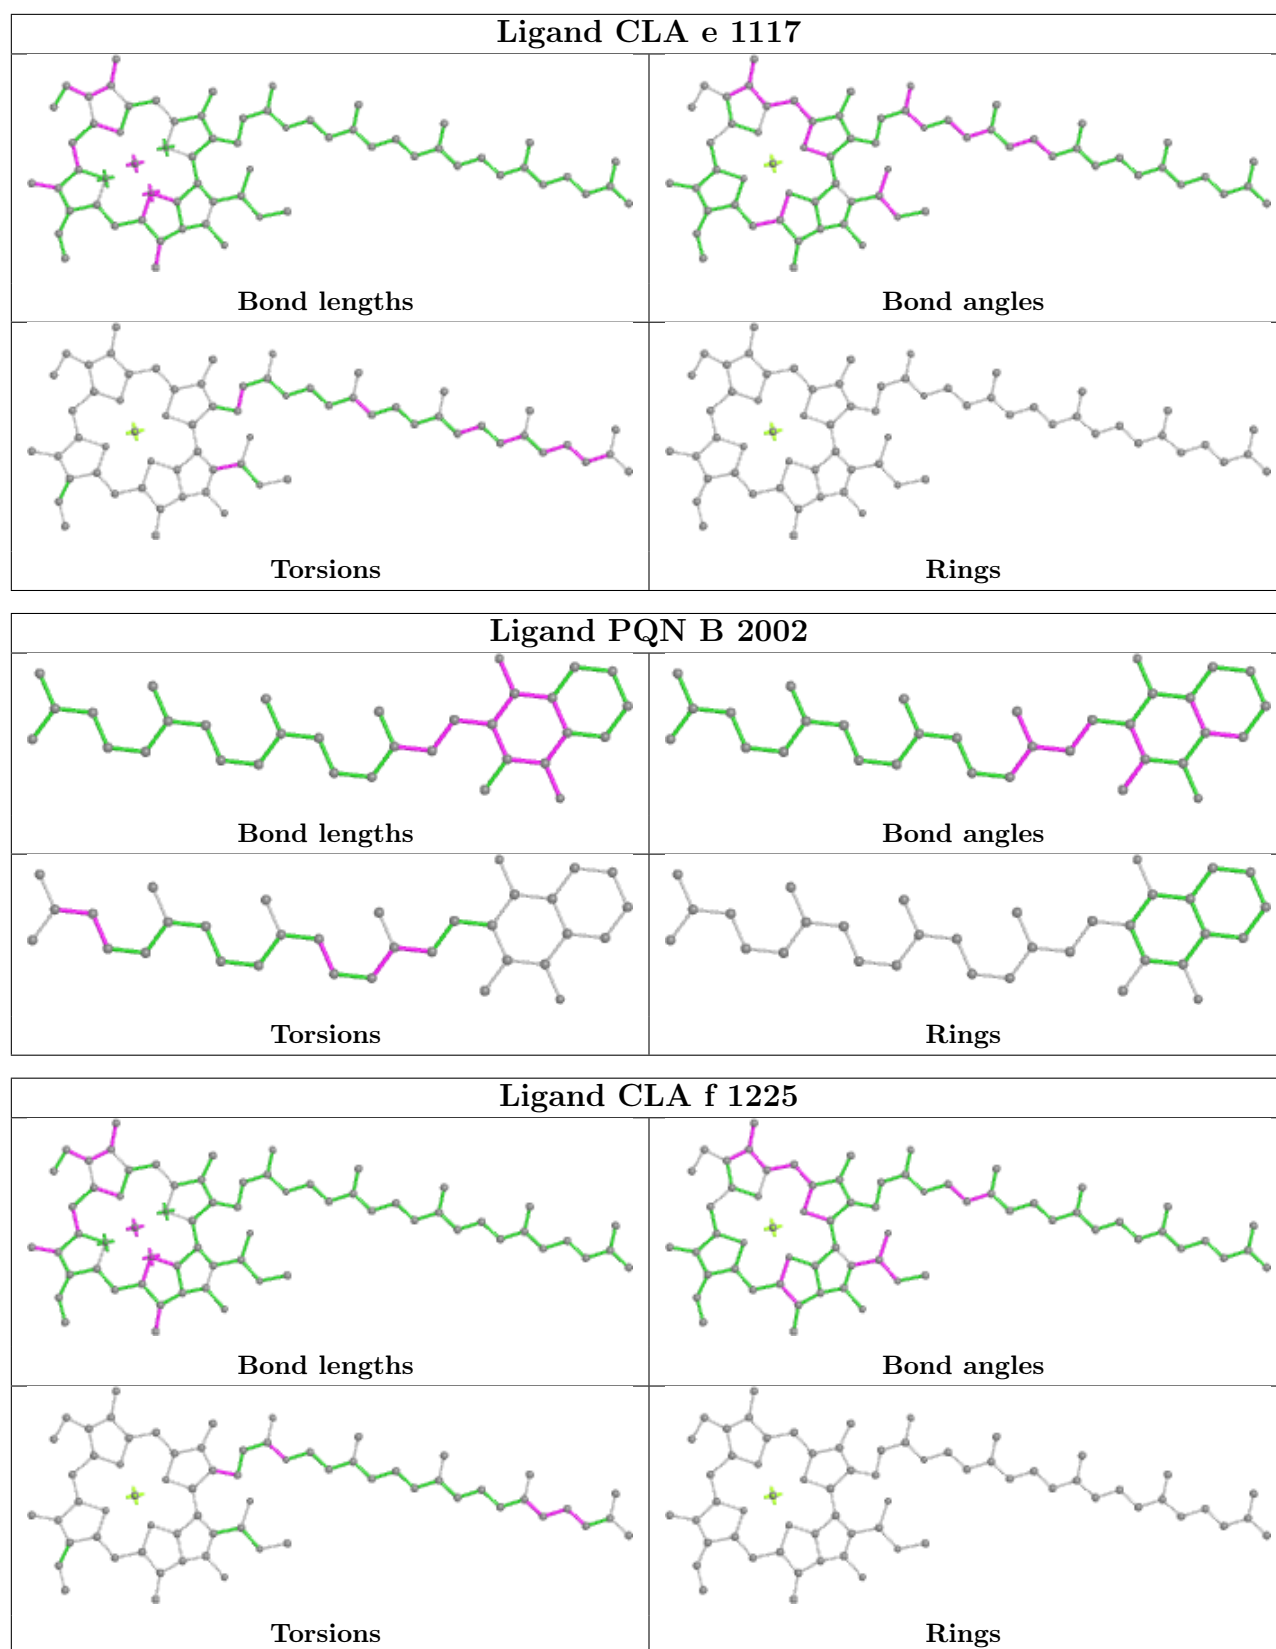 Ligand CLA e 1117
Bond lengths
Bond angles
Torsions
Rings
Ligand PQN B 2002
Bond lengths
Bond angles
Torsions
Rings
Ligand CLA f 1225
Bond lengths
Bond angles
Torsions
Rings